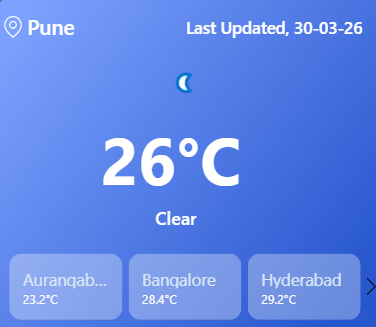 Pune
Last Updated, 30-03-26
26°C
Clear
Aurangab...
Bangalore
Hyderabad
23.2°C
28.4°C
29.2°C